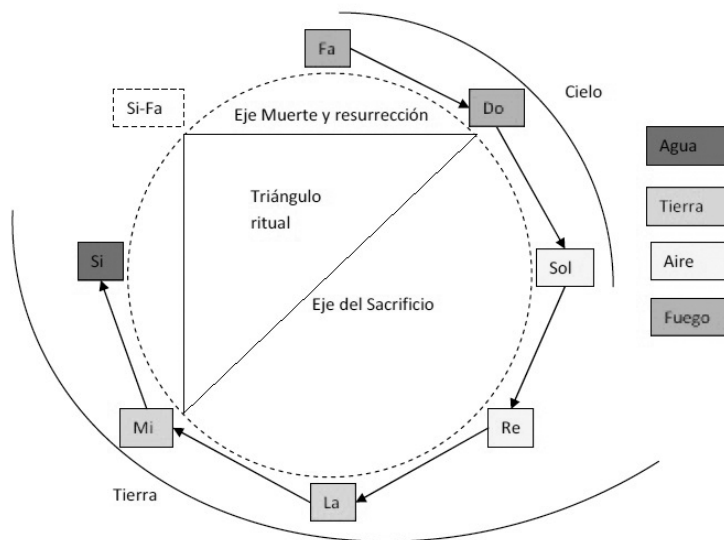 Fa
Si-Fa
Eje Muerte y resurrección
Do
Cielo
Agua
Triángulo
ritual
Tierra
Si
Sol
Aire
Eje del Sacrificio
Fuego
Mi
Re
Tierra
La